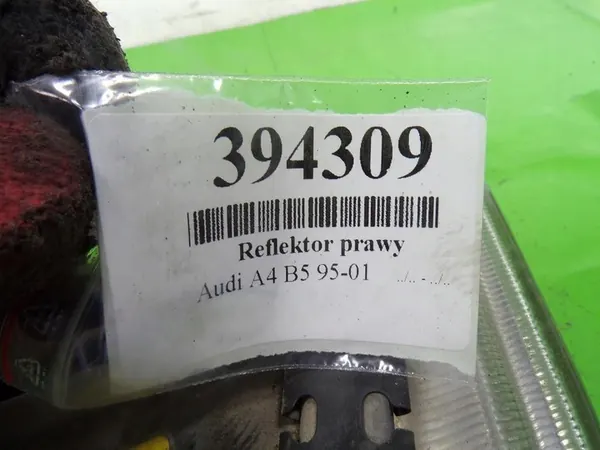 394309
Reflektor prawy
Audi A4 B5 95-01 ../.. - ../..